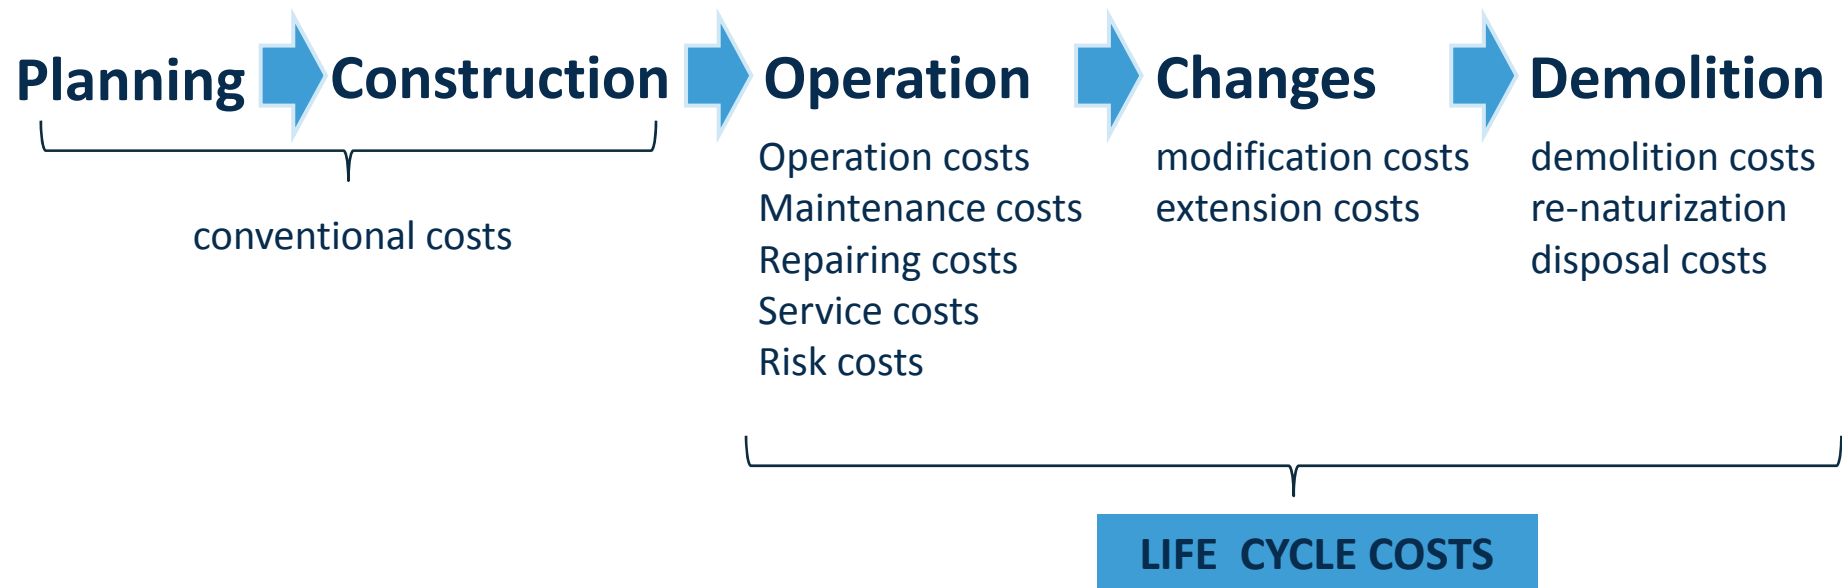 Planning Construction Operation Changes Demolition
conventional costs
Operation costs
Maintenance costs
Repairing costs
Service costs
Risk costs
modification costs
extension costs
demolition costs
re-naturization
disposal costs
LIFE CYCLE COSTS